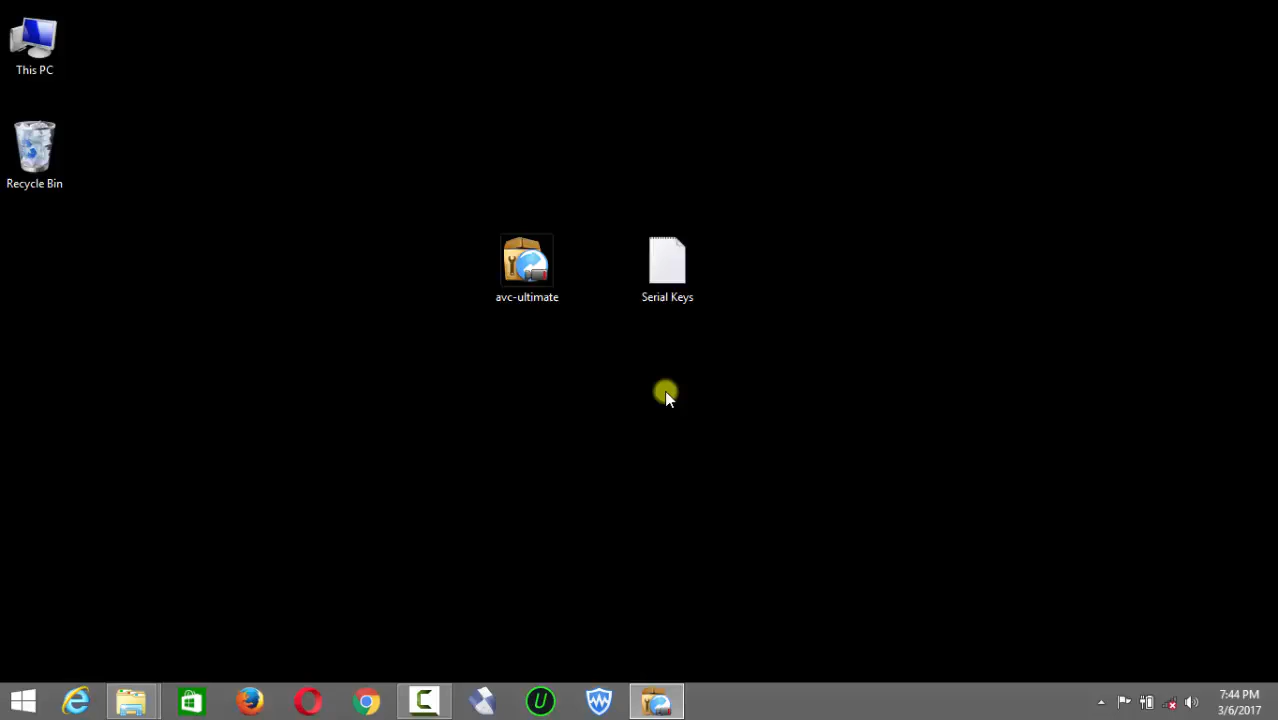 This PC
Recycle Bin
avc-ultimate
Serial Keys
7:44 PM
3/6/2017